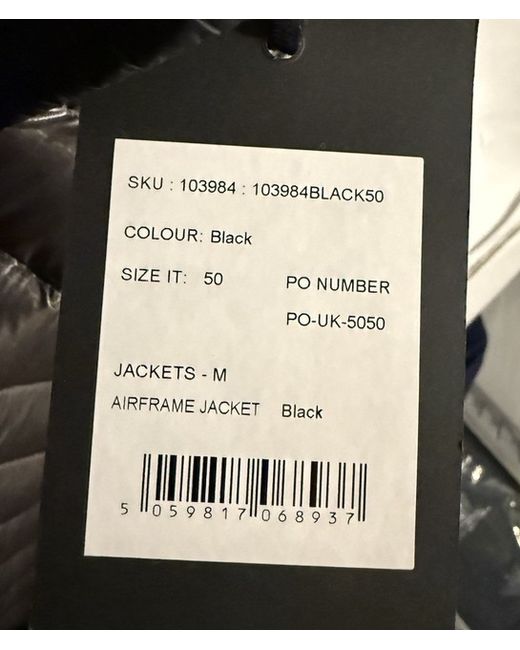 SKU : 103984 : 103984BLACK50
COLOUR: Black
SIZE IT: 50 PO NUMBER
PO-UK-5050
JACKETS - M
AIRFRAME JACKET Black
5 059817 068937